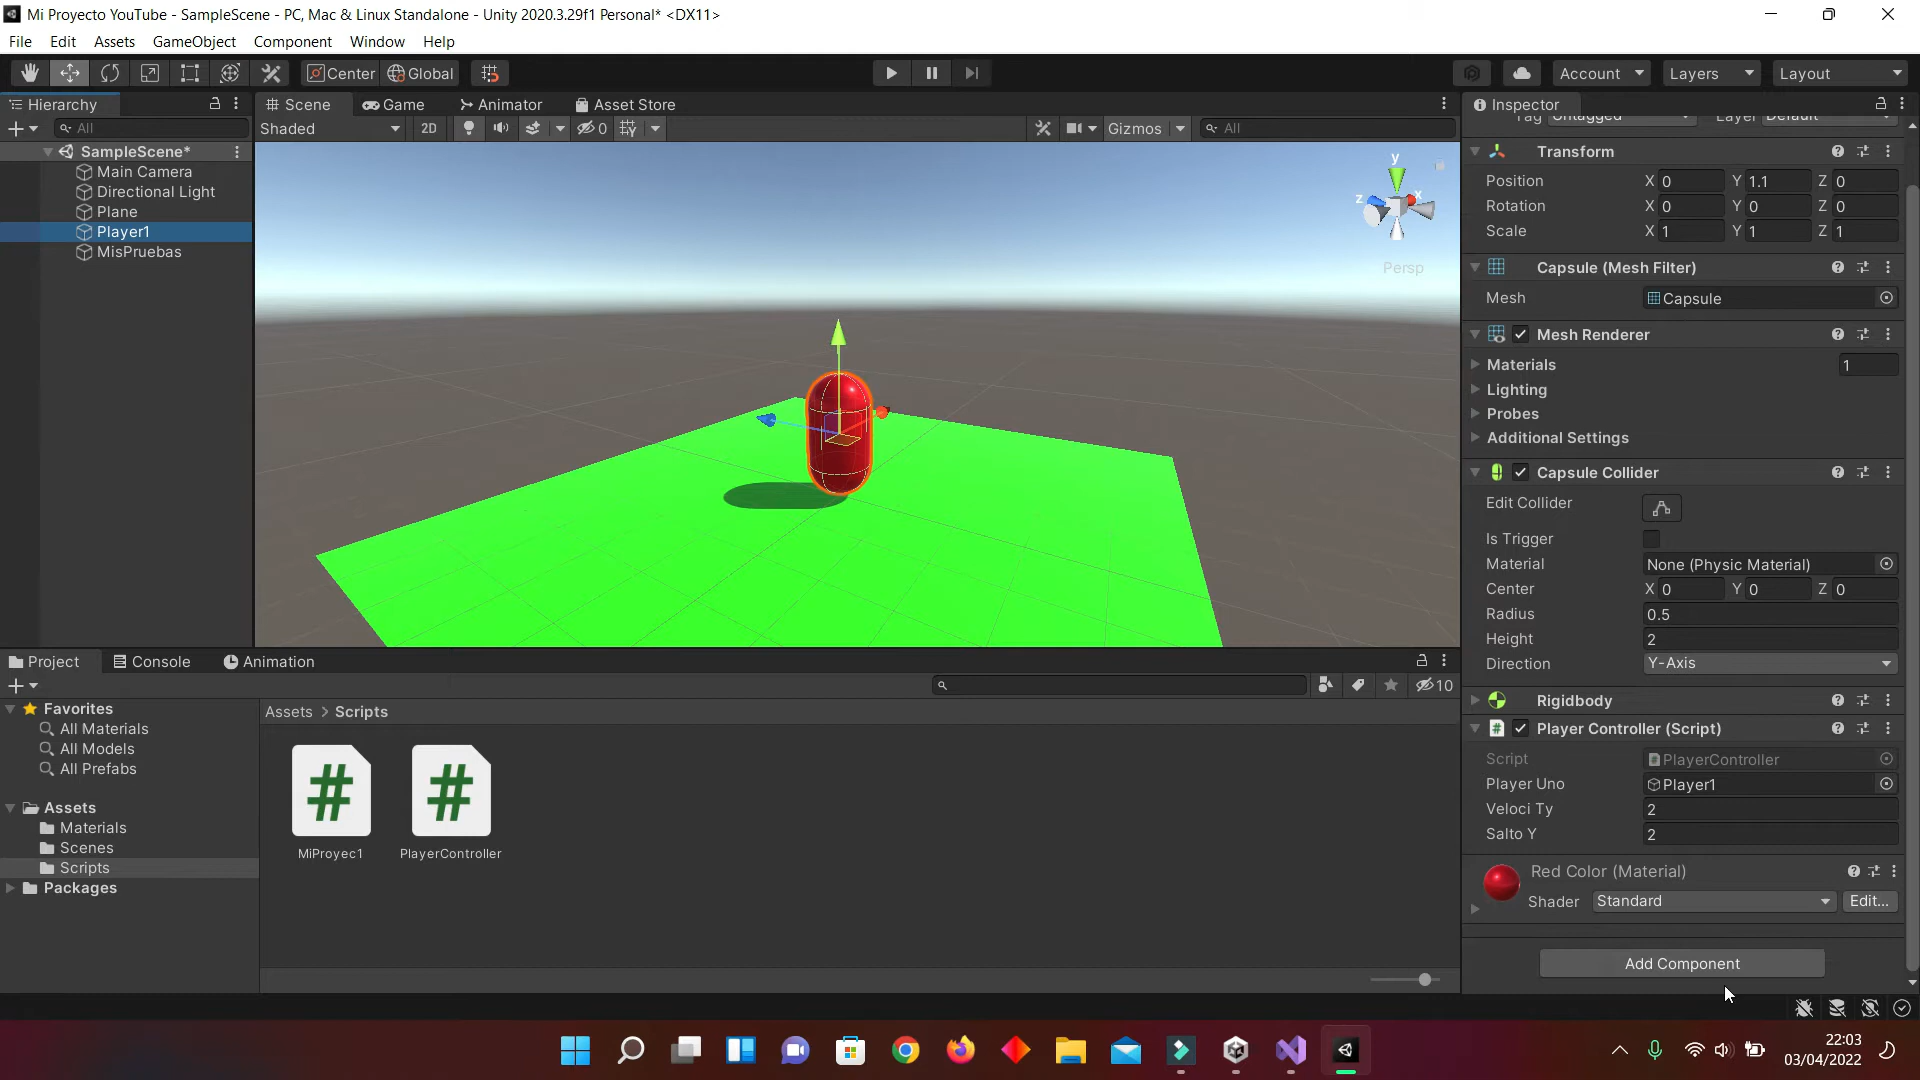 Mi Proyecto YouTube - SampleScene - PC, Mac & Linux Standalone - Unity 2020.3.29f1 Personal* <DX11>
File Edit Assets GameObject Component Window Help
Center Global Account Layers Layout
Hierarchy
All
SampleScene*
Main Camera
Directional Light
Plane
Player1
MisPruebas
Scene Game Animator Asset Store
Shaded 2D 0 Gizmos All
y
z x
Persp
Inspector
Tag Untagged Layer Default
Transform
Position X 0 Y 1.1 Z 0
Rotation X 0 Y 0 Z 0
Scale X 1 Y 1 Z 1
Capsule (Mesh Filter)
Mesh Capsule
Mesh Renderer
Materials 1
Lighting
Probes
Additional Settings
Capsule Collider
Edit Collider
Is Trigger
Material None (Physic Material)
Center X 0 Y 0 Z 0
Radius 0.5
Height 2
Direction Y-Axis
Rigidbody
Player Controller (Script)
Script PlayerController
Player Uno Player1
Veloci Ty 2
Salto Y 2
Red Color (Material)
Shader Standard Edit...
Add Component
Project Console Animation
10
Favorites
All Materials
All Models
All Prefabs
Assets
Materials
Scenes
Scripts
Packages
Assets > Scripts
MiProyec1 PlayerController
22:03
03/04/2022